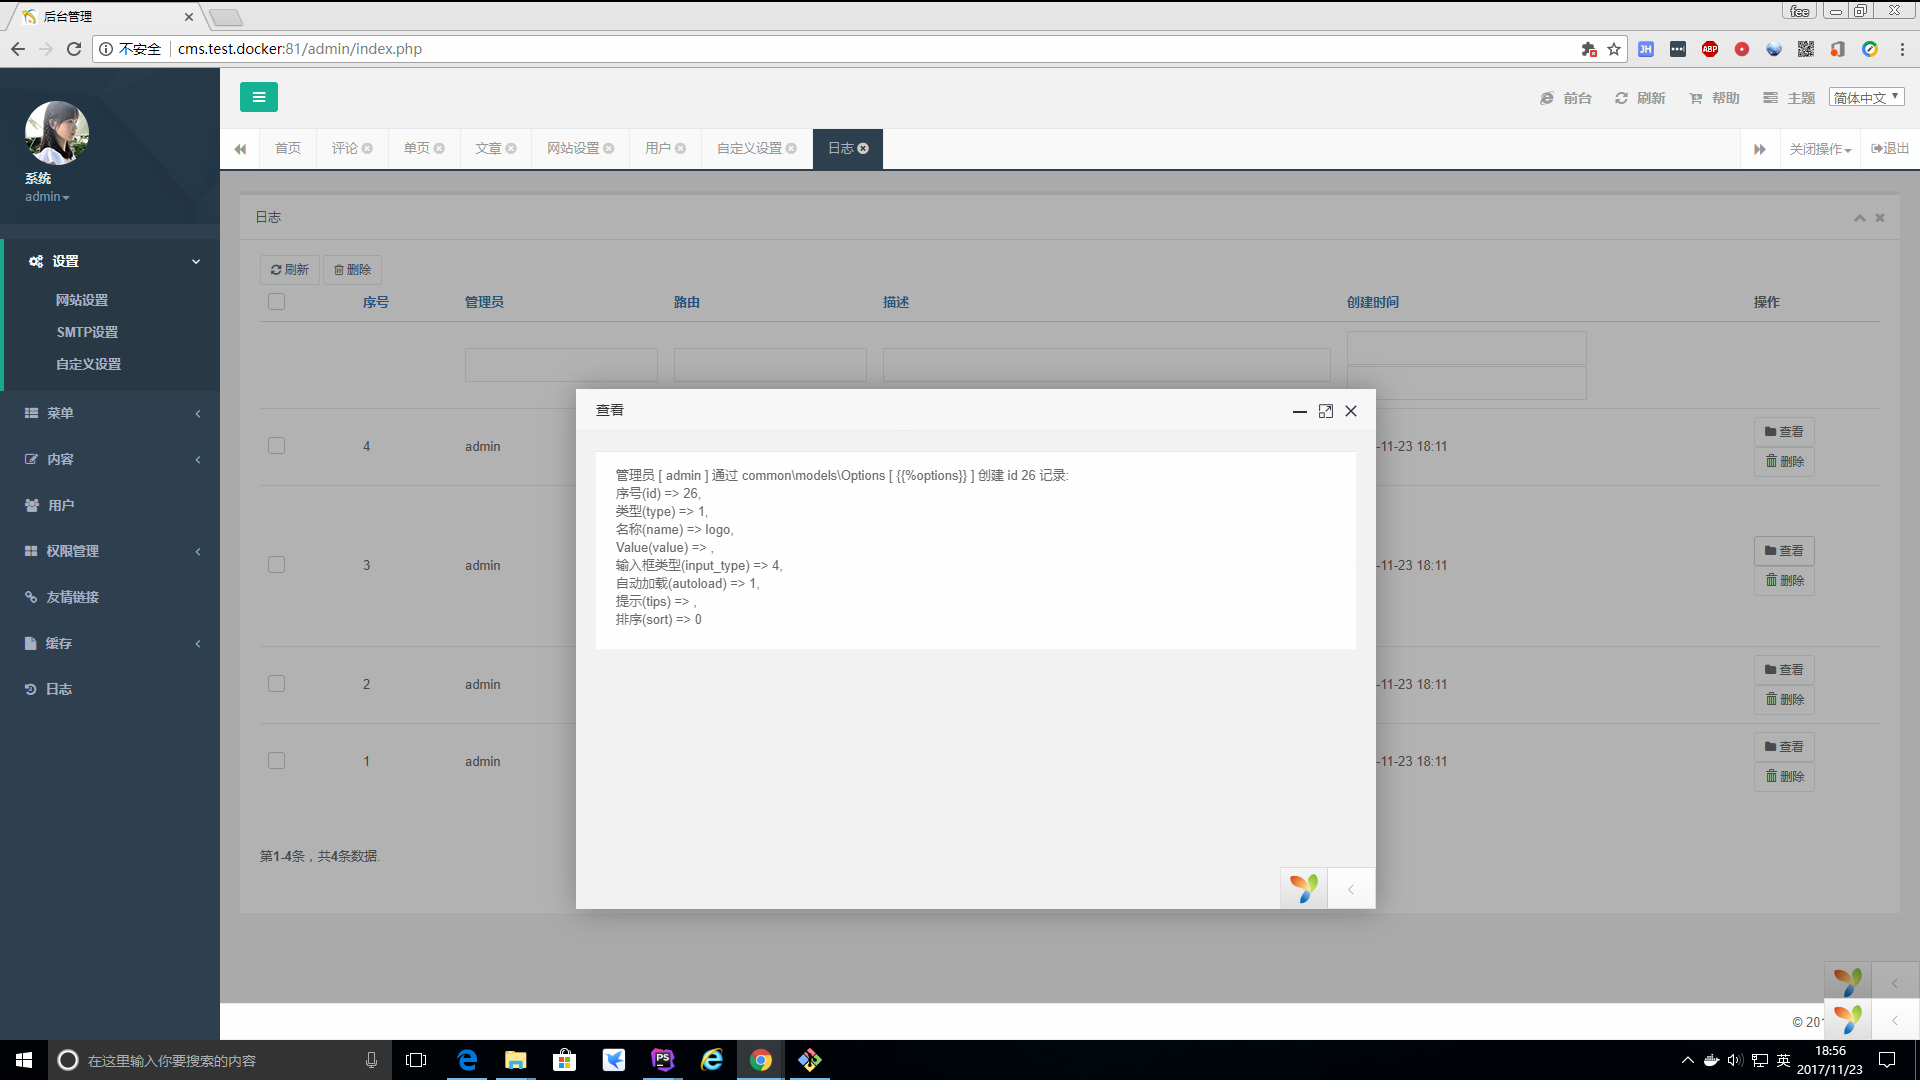 后台管理
fee
不安全 cms.test.docker:81/admin/index.php
JH
ABP
前台 刷新 帮助 主题 简体中文
首页 评论 单页 文章 网站设置 用户 自定义设置 日志 关闭操作 退出
系统
admin
设置
网站设置
SMTP设置
自定义设置
菜单
内容
用户
权限管理
友情链接
缓存
日志
日志
刷新 删除
序号 管理员 路由 描述 创建时间 操作
4 admin -11-23 18:11 查看
删除
3 admin -11-23 18:11 查看
删除
2 admin -11-23 18:11 查看
删除
1 admin -11-23 18:11 查看
删除
第1-4条，共4条数据.
查看
管理员 [ admin ] 通过 common\models\Options [ {{%options}} ] 创建 id 26 记录:
序号(id) => 26,
类型(type) => 1,
名称(name) => logo,
Value(value) => ,
输入框类型(input_type) => 4,
自动加载(autoload) => 1,
提示(tips) => ,
排序(sort) => 0
© 201
在这里输入你要搜索的内容
PS
英
18:56
2017/11/23